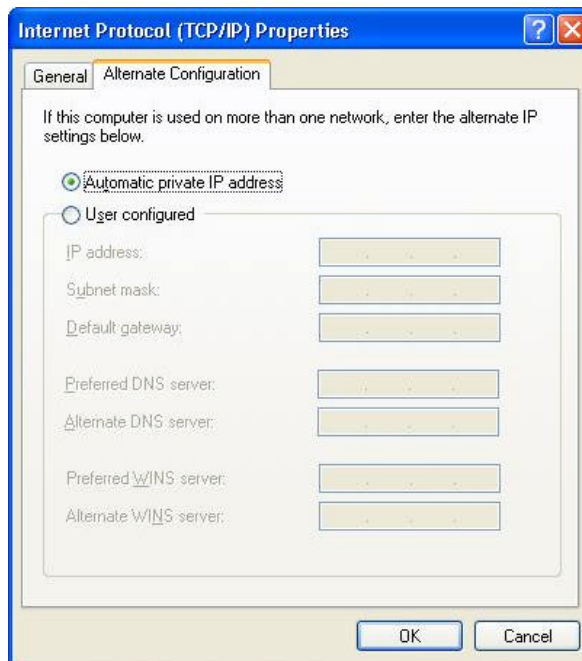 Internet Protocol (TCP/IP) Properties
General
Alternate Configuration
If this computer is used on more than one network, enter the alternate IP
settings below.
Automatic private IP address
User configured
IP address:
Subnet mask:
Default gateway:
Preferred DNS server:
Alternate DNS server:
Preferred WINS server:
Alternate WINS server:
OK
Cancel